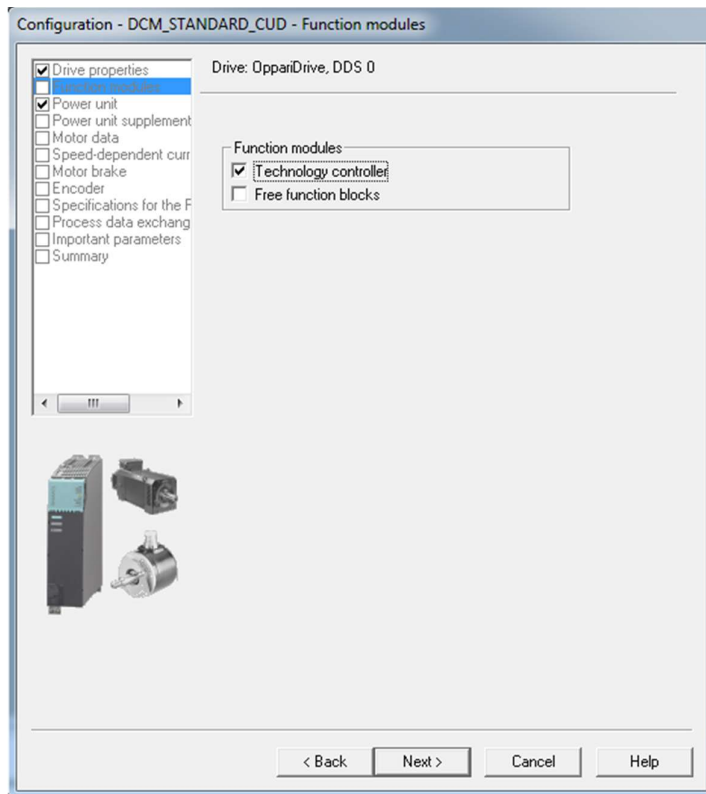 Configuration - DCM_STANDARD_CUD - Function modules
Drive properties
Function modules
Power unit
Power unit supplement
Motor data
Speed-dependent curr
Motor brake
Encoder
Specifications for the F
Process data exchang
Important parameters
Summary
Drive: OppariDrive, DDS 0
Function modules
Technology controller
Free function blocks
< Back
Next >
Cancel
Help